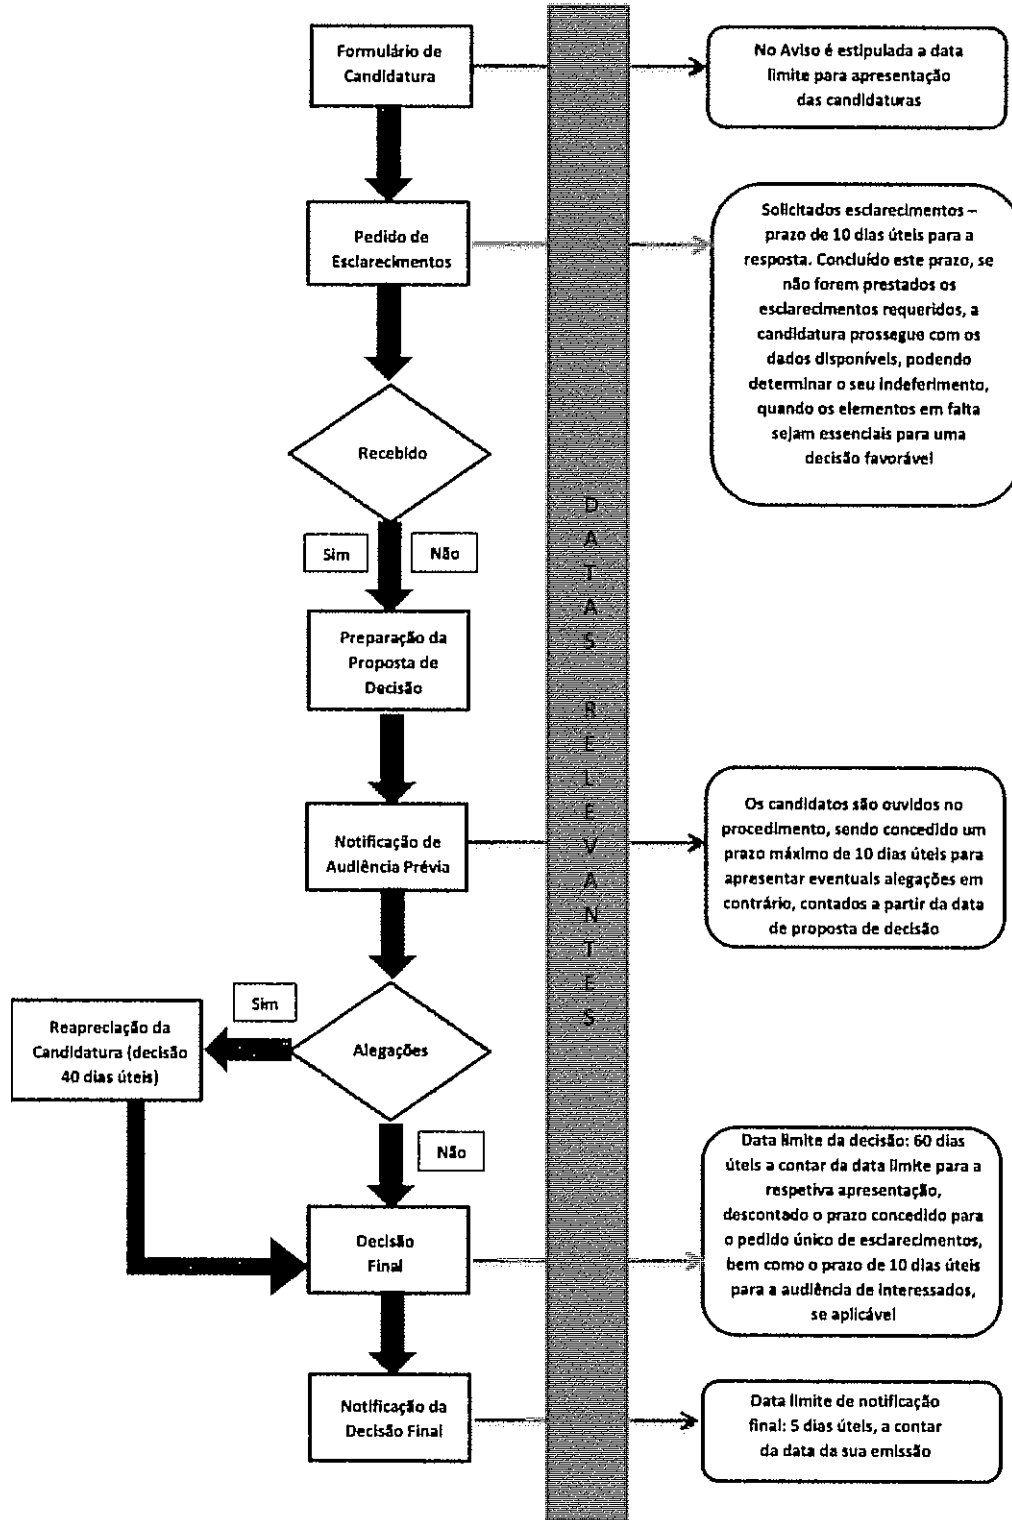 Formulário de
Candidatura
No Aviso é estipulada a data
limite para apresentação
das candidaturas
Pedido de
Esclarecimentos
Solicitados esclarecimentos –
prazo de 10 dias úteis para a
resposta. Concluído este prazo, se
não forem prestados os
esclarecimentos requeridos, a
candidatura prossegue com os
dados disponíveis, podendo
determinar o seu indeferimento,
quando os elementos em falta
sejam essenciais para uma
decisão favorável
Recebido
Sim
Não
DATAS RELEVANTES
Preparação da
Proposta de
Decisão
Notificação de
Audiência Prévia
Os candidatos são ouvidos no
procedimento, sendo concedido um
prazo máximo de 10 dias úteis para
apresentar eventuais alegações em
contrário, contados a partir da data
de proposta de decisão
Sim
Reapreciação da
Candidatura (decisão
40 dias úteis)
Alegações
Não
Data limite da decisão: 60 dias
úteis a contar da data limite para a
respetiva apresentação,
descontado o prazo concedido para
o pedido único de esclarecimentos,
bem como o prazo de 10 dias úteis
para a audiência de interessados,
se aplicável
Decisão
Final
Notificação da
Decisão Final
Data limite de notificação
final: 5 dias úteis, a contar
da data da sua emissão